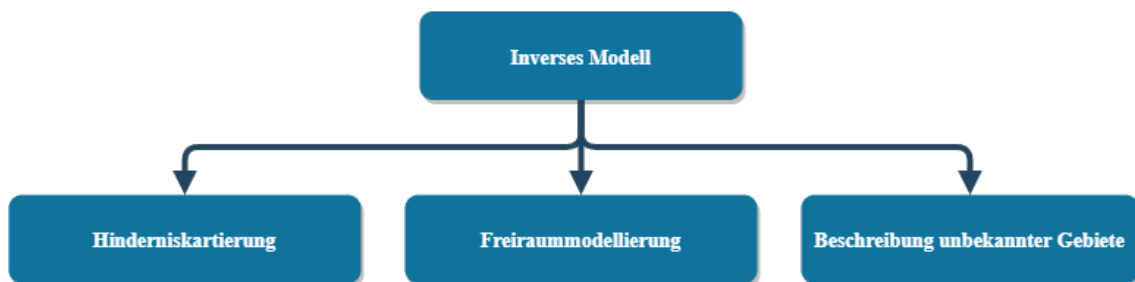 Inverses Modell
Hinderniskartierung
Freiraummodellierung
Beschreibung unbekannter Gebiete